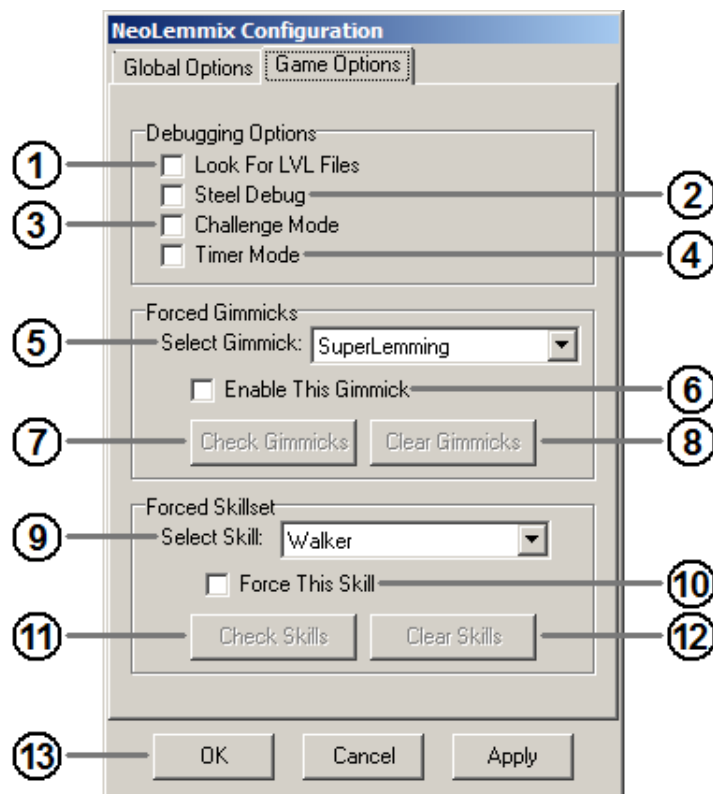 NeoLemmix Configuration
Global Options Game Options
Debugging Options
1 Look For LVL Files
Steel Debug 2
3 Challenge Mode
Timer Mode 4
Forced Gimmicks
5 Select Gimmick: SuperLemming
Enable This Gimmick 6
7 Check Gimmicks Clear Gimmicks 8
Forced Skillset
9 Select Skill: Walker
Force This Skill 10
11 Check Skills Clear Skills 12
13 OK Cancel Apply